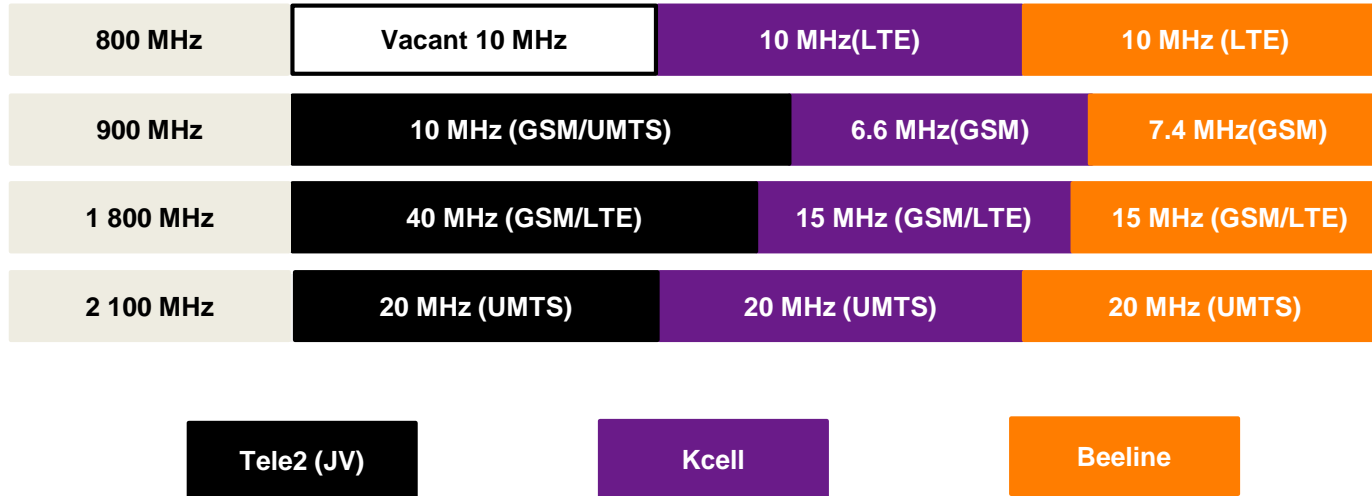 800 MHz
Vacant 10 MHz
10 MHz(LTE)
10 MHz (LTE)
900 MHz
10 MHz (GSM/UMTS)
6.6 MHz(GSM)
7.4 MHz(GSM)
1 800 MHz
40 MHz (GSM/LTE)
15 MHz (GSM/LTE)
15 MHz (GSM/LTE)
2 100 MHz
20 MHz (UMTS)
20 MHz (UMTS)
20 MHz (UMTS)
Tele2 (JV)
Kcell
Beeline